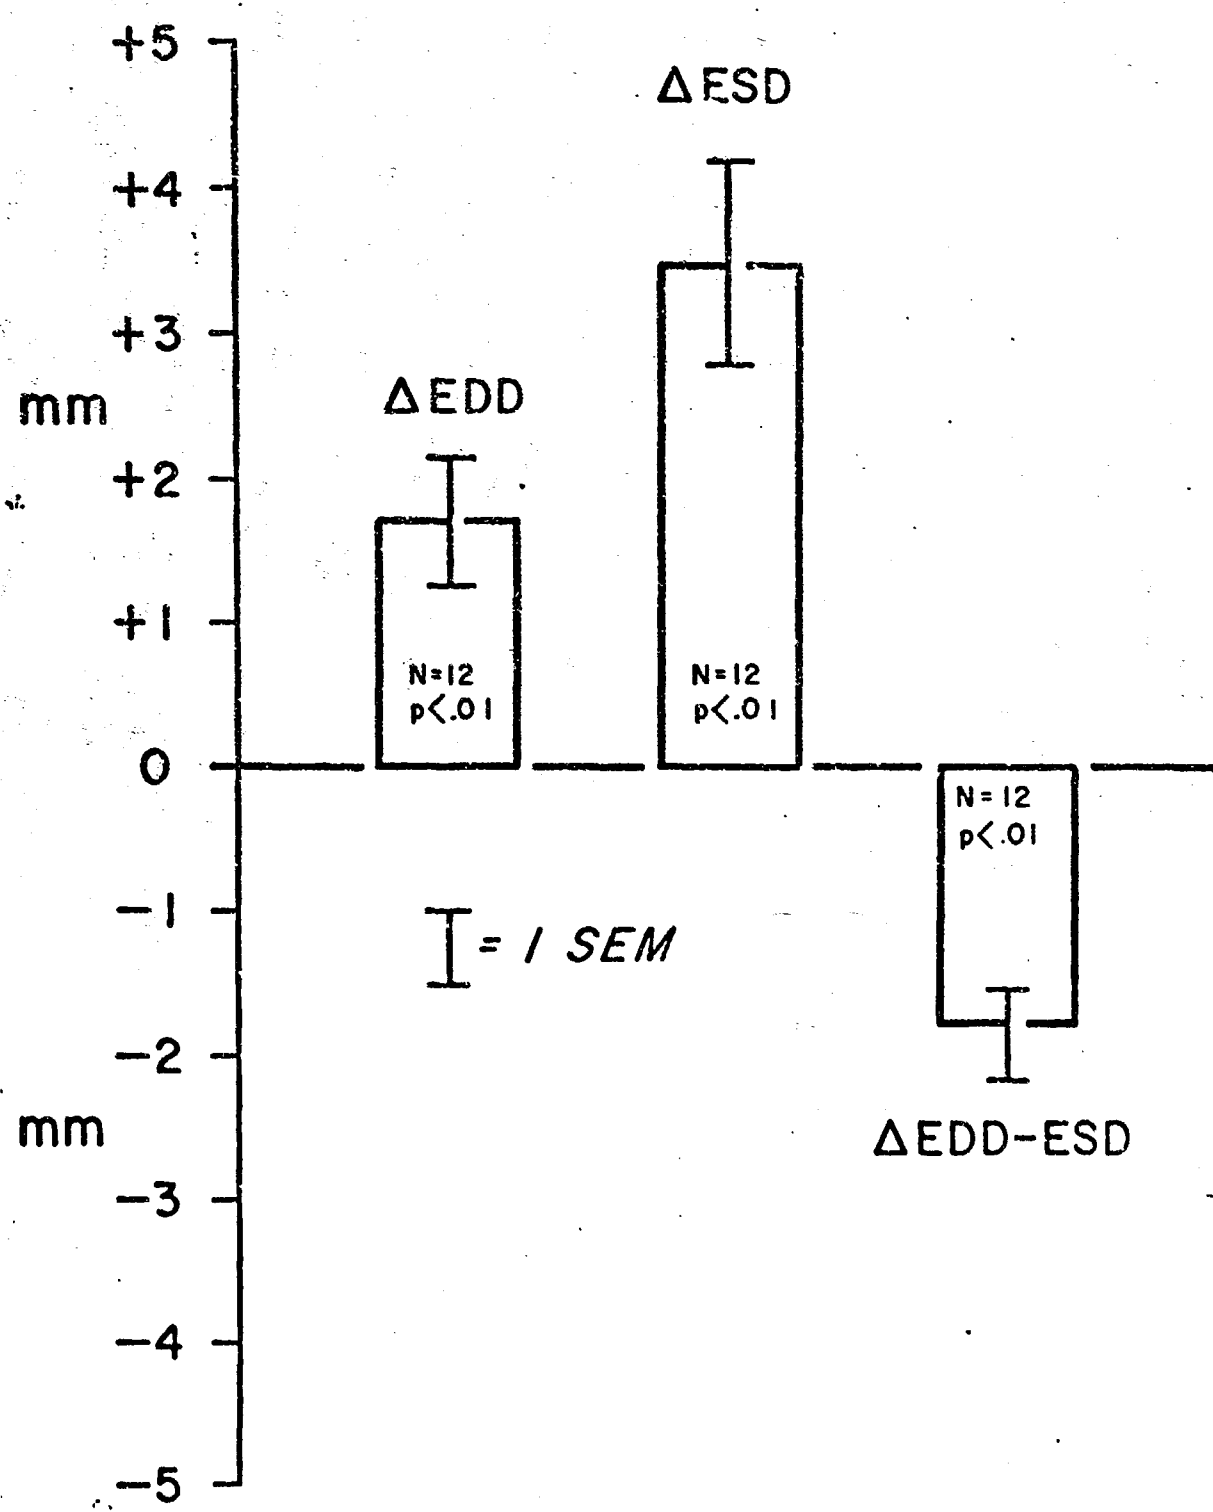 +5
ΔESD
+4
+3
mm
ΔEDD
+2
+1
N=12
p<.01
N=12
p<.01
0
N=12
p<.01
-1
= 1 SEM
-2
mm
ΔEDD-ESD
-3
-4
-5